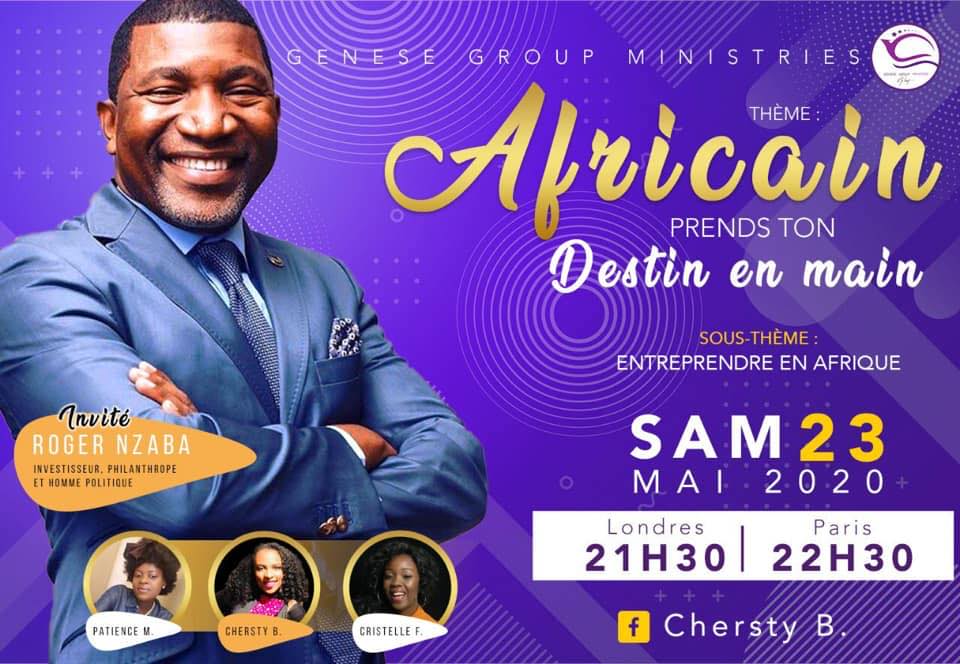 GENESE GROUP MINISTRIES
THÈME :
Africain
PRENDS TON
Destin en main
SOUS-THÈME :
ENTREPRENDRE EN AFRIQUE
SAM 23
MAI 2020
Londres
21H30
Paris
22H30
f Chersty B.
Invité
ROGER NZABA
INVESTISSEUR, PHILANTHROPE
ET HOMME POLITIQUE
PATIENCE M.
CHERSTY B.
CRISTELLE F.